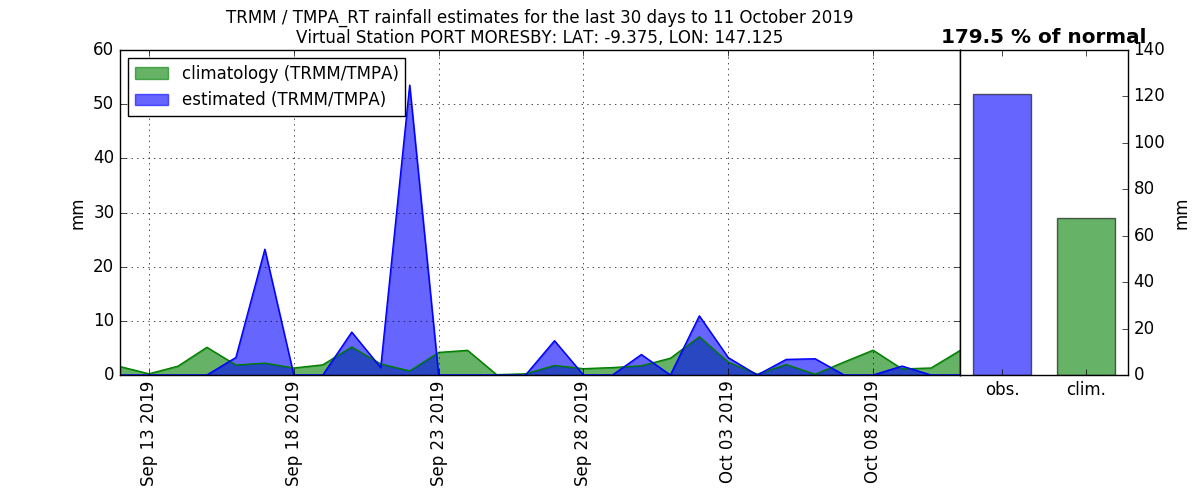 TRMM / TMPA_RT rainfall estimates for the last 30 days to 11 October 2019
Virtual Station PORT MORESBY: LAT: -9.375, LON: 147.125
179.5 % of normal
climatology (TRMM/TMPA)
estimated (TRMM/TMPA)
60
50
40
30
20
10
0
mm
Sep 13 2019
Sep 18 2019
Sep 23 2019
Sep 28 2019
Oct 03 2019
Oct 08 2019
140
120
100
80
60
40
20
0
mm
obs.
clim.